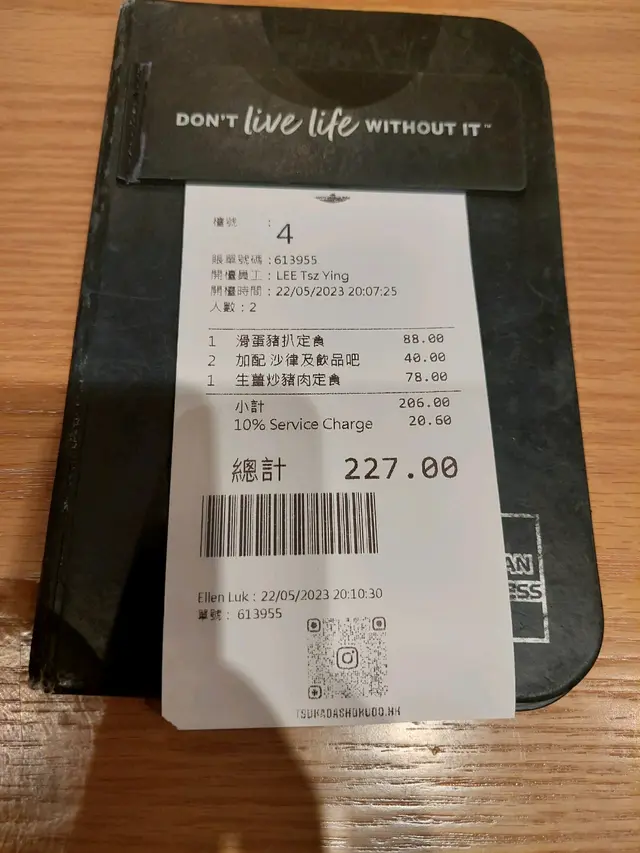 DON'T live life WITHOUT IT™
檯號 :
4
賬單號碼 : 613955
開檯員工 : LEE Tsz Ying
開檯時間 : 22/05/2023 20:07:25
人數 : 2
1 滑蛋豬扒定食 88.00
2 加配 沙律及飲品吧 40.00
1 生薑炒豬肉定食 78.00
小計 206.00
10% Service Charge 20.60
總計 227.00
AN
ESS
Ellen Luk : 22/05/2023 20:10:30
單號 : 613955
TSUKADASHOKUDO.HK